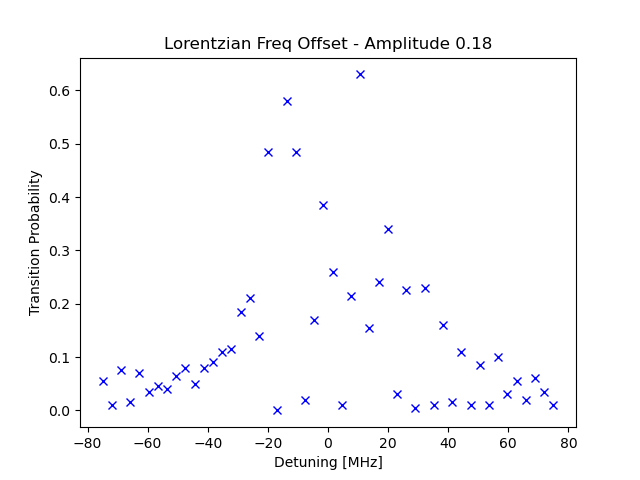 Lorentzian Freq Offset - Amplitude 0.18
Transition Probability
0.6
0.5
0.4
0.3
0.2
0.1
0.0
−80 −60 −40 −20 0 20 40 60 80
Detuning [MHz]